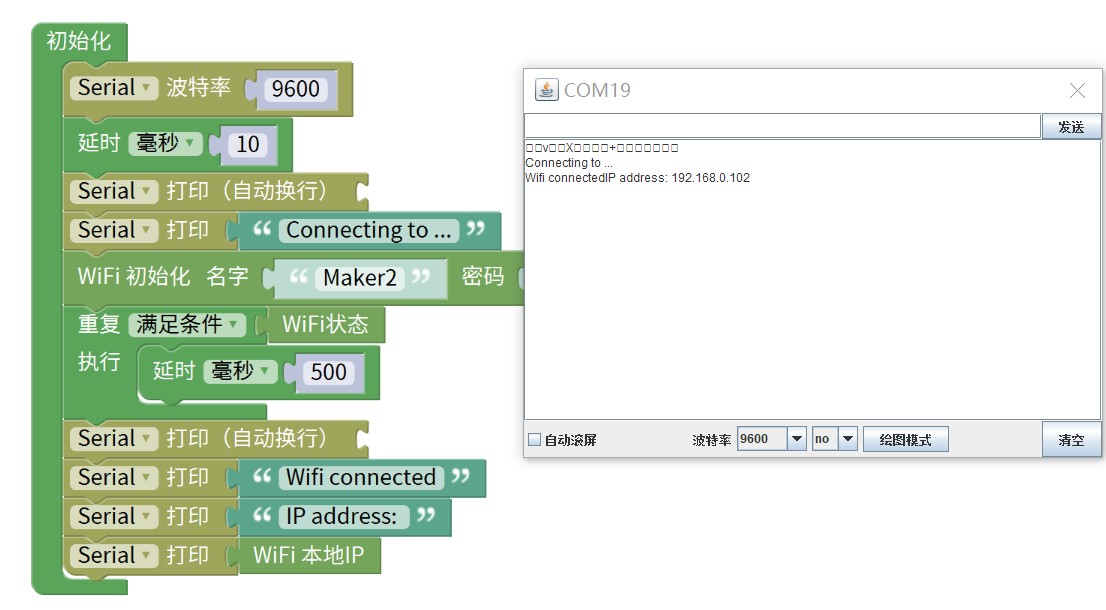 初始化
Serial 波特率 9600
延时 毫秒 10
Serial 打印（自动换行）
Serial 打印 “ Connecting to ... ”
WiFi 初始化 名字 “ Maker2 ” 密码
重复 满足条件 WiFi状态
执行 延时 毫秒 500
Serial 打印（自动换行）
Serial 打印 “ Wifi connected ”
Serial 打印 “ IP address: ”
Serial 打印 WiFi 本地IP
COM19
发送
□□v□□X□□□□+□□□□□□□
Connecting to ...
Wifi connectedIP address: 192.168.0.102
自动滚屏 波特率 9600 no 绘图模式 清空